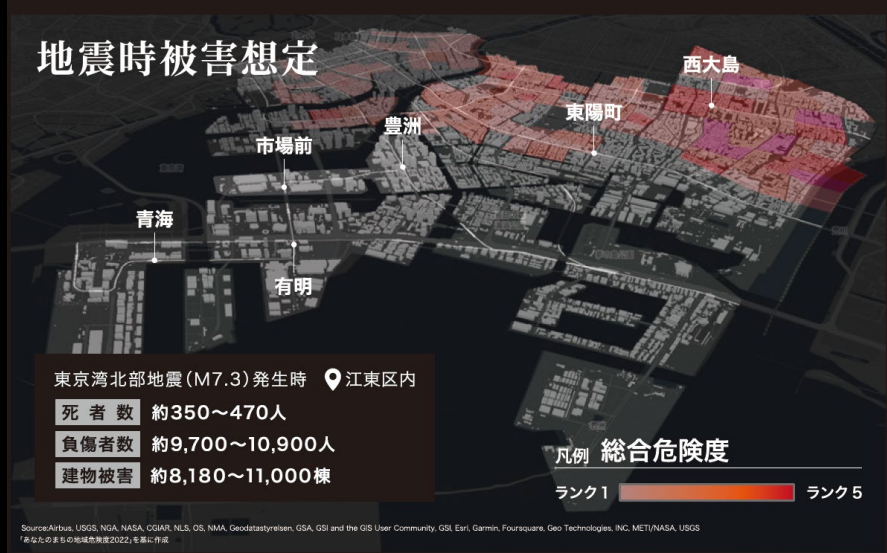 地震時被害想定
西大島
東陽町
豊洲
市場前
青海
有明
東京湾北部地震（M7.3）発生時 江東区内
死者数 約350〜470人
負傷者数 約9,700〜10,900人
建物被害 約8,180〜11,000棟
凡例 総合危険度
ランク1 ランク5
Source:Airbus, USGS, NGA, NASA, CGIAR, NLS, OS, NMA, Geodatastyrelsen, GSA, GSI and the GIS User Community, GSI, Esri, Garmin, Foursquare, Geo Technologies, INC, METI/NASA, USGS
「あなたのまちの地域危険度2022」を基に作成